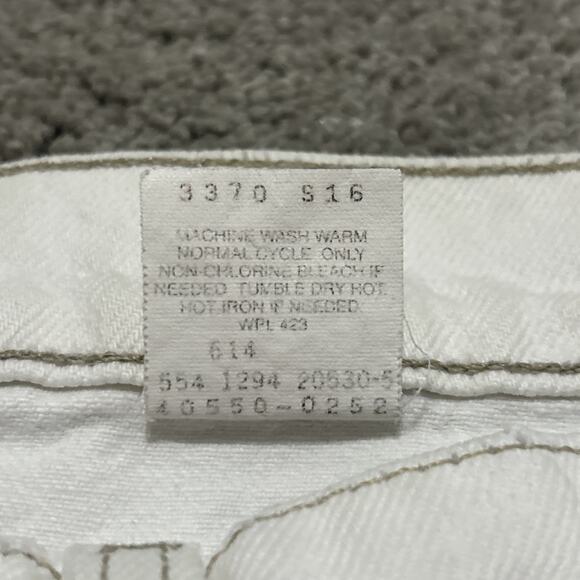 3370 S16
MACHINE WASH WARM
NORMAL CYCLE ONLY
NON-CHLORINE BLEACH IF
NEEDED TUMBLE DRY HOT.
HOT IRON IF NEEDED.
WPL 423
614
554 1294 20530-5
40550-0252